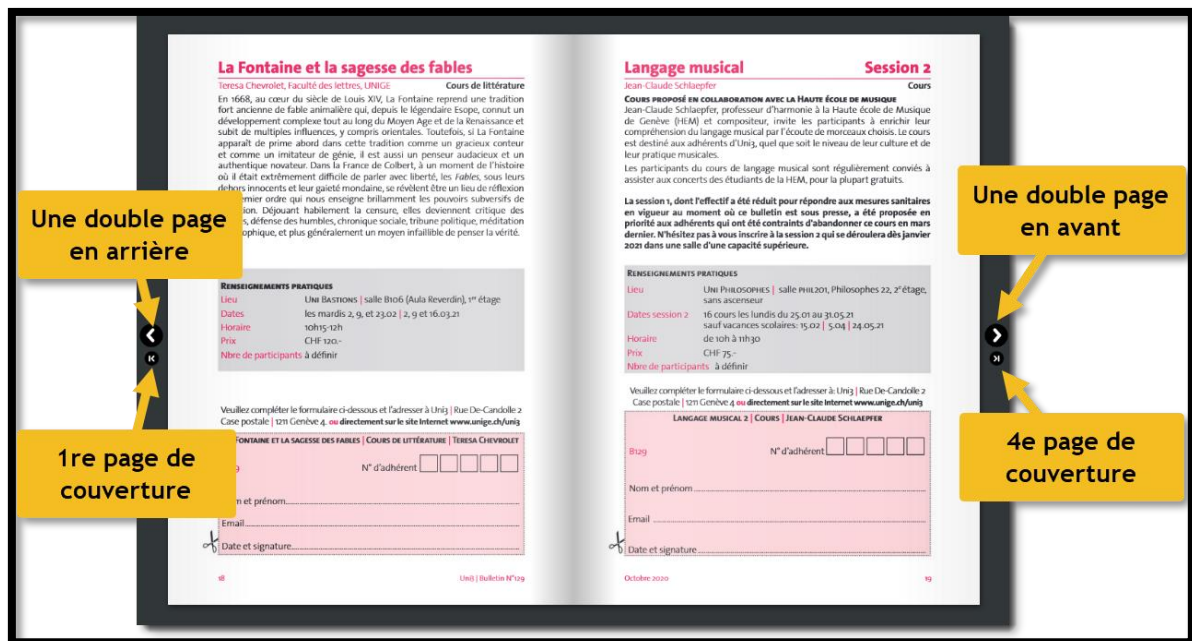 La Fontaine et la sagesse des fables
Teresa Chevrolet, Faculté des lettres, UNIGE Cours de littérature
En 1668, au cœur du siècle de Louis XIV, La Fontaine reprend une tradition
fort ancienne de fable animalière qui, depuis le légendaire Esope, connut un
développement complexe tout au long du Moyen Age et de la Renaissance et
subit de multiples influences, y compris orientales. Toutefois, si La Fontaine
apparaît de prime abord dans cette tradition comme un gracieux conteur
et comme un imitateur de génie, il est aussi un penseur audacieux et un
authentique novateur. Dans la France de Colbert, à un moment de l'histoire
où il était extrêmement difficile de parler avec liberté, les Fables, sous leurs
dehors innocents et leur gaieté mondaine, se révèlent être un lieu de réflexion
emier ordre qui nous enseigne brillamment les pouvoirs subversifs de
ion. Déjouant habilement la censure, elles deviennent critique des
s, défense des humbles, chronique sociale, tribune politique, méditation
ophique, et plus généralement un moyen infaillible de penser la vérité.
Une double page
en arrière
RENSEIGNEMENTS PRATIQUES
Lieu UNI BASTIONS | salle B106 (Aula Reverdin), 1er étage
Dates les mardis 2, 9, et 23.02 | 2, 9 et 16.03.21
Horaire 10h15-12h
Prix CHF 120.-
Nbre de participants à définir
Veuillez compléter le formulaire ci-dessous et l'adresser à Uni3 | Rue De-Candolle 2
Case postale | 1211 Genève 4. ou directement sur le site Internet www.unige.ch/uni3
FONTAINE ET LA SAGESSE DES FABLES | COURS DE LITTÉRATURE | TERESA CHEVROLET
9 N° d'adhérent
1re page de
couverture
m et prénom
Email
Date et signature
18 Uni3 | Bulletin N°129
Langage musical Session 2
Jean-Claude Schlaepfer Cours
COURS PROPOSÉ EN COLLABORATION AVEC LA HAUTE ÉCOLE DE MUSIQUE
Jean-Claude Schlaepfer, professeur d'harmonie à la Haute école de Musique
de Genève (HEM) et compositeur, invite les participants à enrichir leur
compréhension du langage musical par l'écoute de morceaux choisis. Le cours
est destiné aux adhérents d'Uni3, quel que soit le niveau de leur culture et de
leur pratique musicales.
Les participants du cours de langage musical sont régulièrement conviés à
assister aux concerts des étudiants de la HEM, pour la plupart gratuits.
La session 1, dont l'effectif a été réduit pour répondre aux mesures sanitaires
en vigueur au moment où ce bulletin est sous presse, a été proposée en
priorité aux adhérents qui ont été contraints d'abandonner ce cours en mars
dernier. N'hésitez pas à vous inscrire à la session 2 qui se déroulera dès janvier
2021 dans une salle d'une capacité supérieure.
Une double page
en avant
RENSEIGNEMENTS PRATIQUES
Lieu UNI PHILOSOPHES | salle PHIL201, Philosophes 22, 2e étage,
sans ascenseur
Dates session 2 16 cours les lundis du 25.01 au 31.05.21
sauf vacances scolaires: 15.02 | 5.04 | 24.05.21
Horaire de 10h à 11h30
Prix CHF 75.-
Nbre de participants à définir
Veuillez compléter le formulaire ci-dessous et l'adresser à: Uni3 | Rue De-Candolle 2
Case postale | 1211 Genève 4 ou directement sur le site Internet www.unige.ch/uni3
LANGAGE MUSICAL 2 | COURS | JEAN-CLAUDE SCHLAEPFER
B129 N° d'adhérent
4e page de
couverture
Nom et prénom
Email
Date et signature
Octobre 2020 19